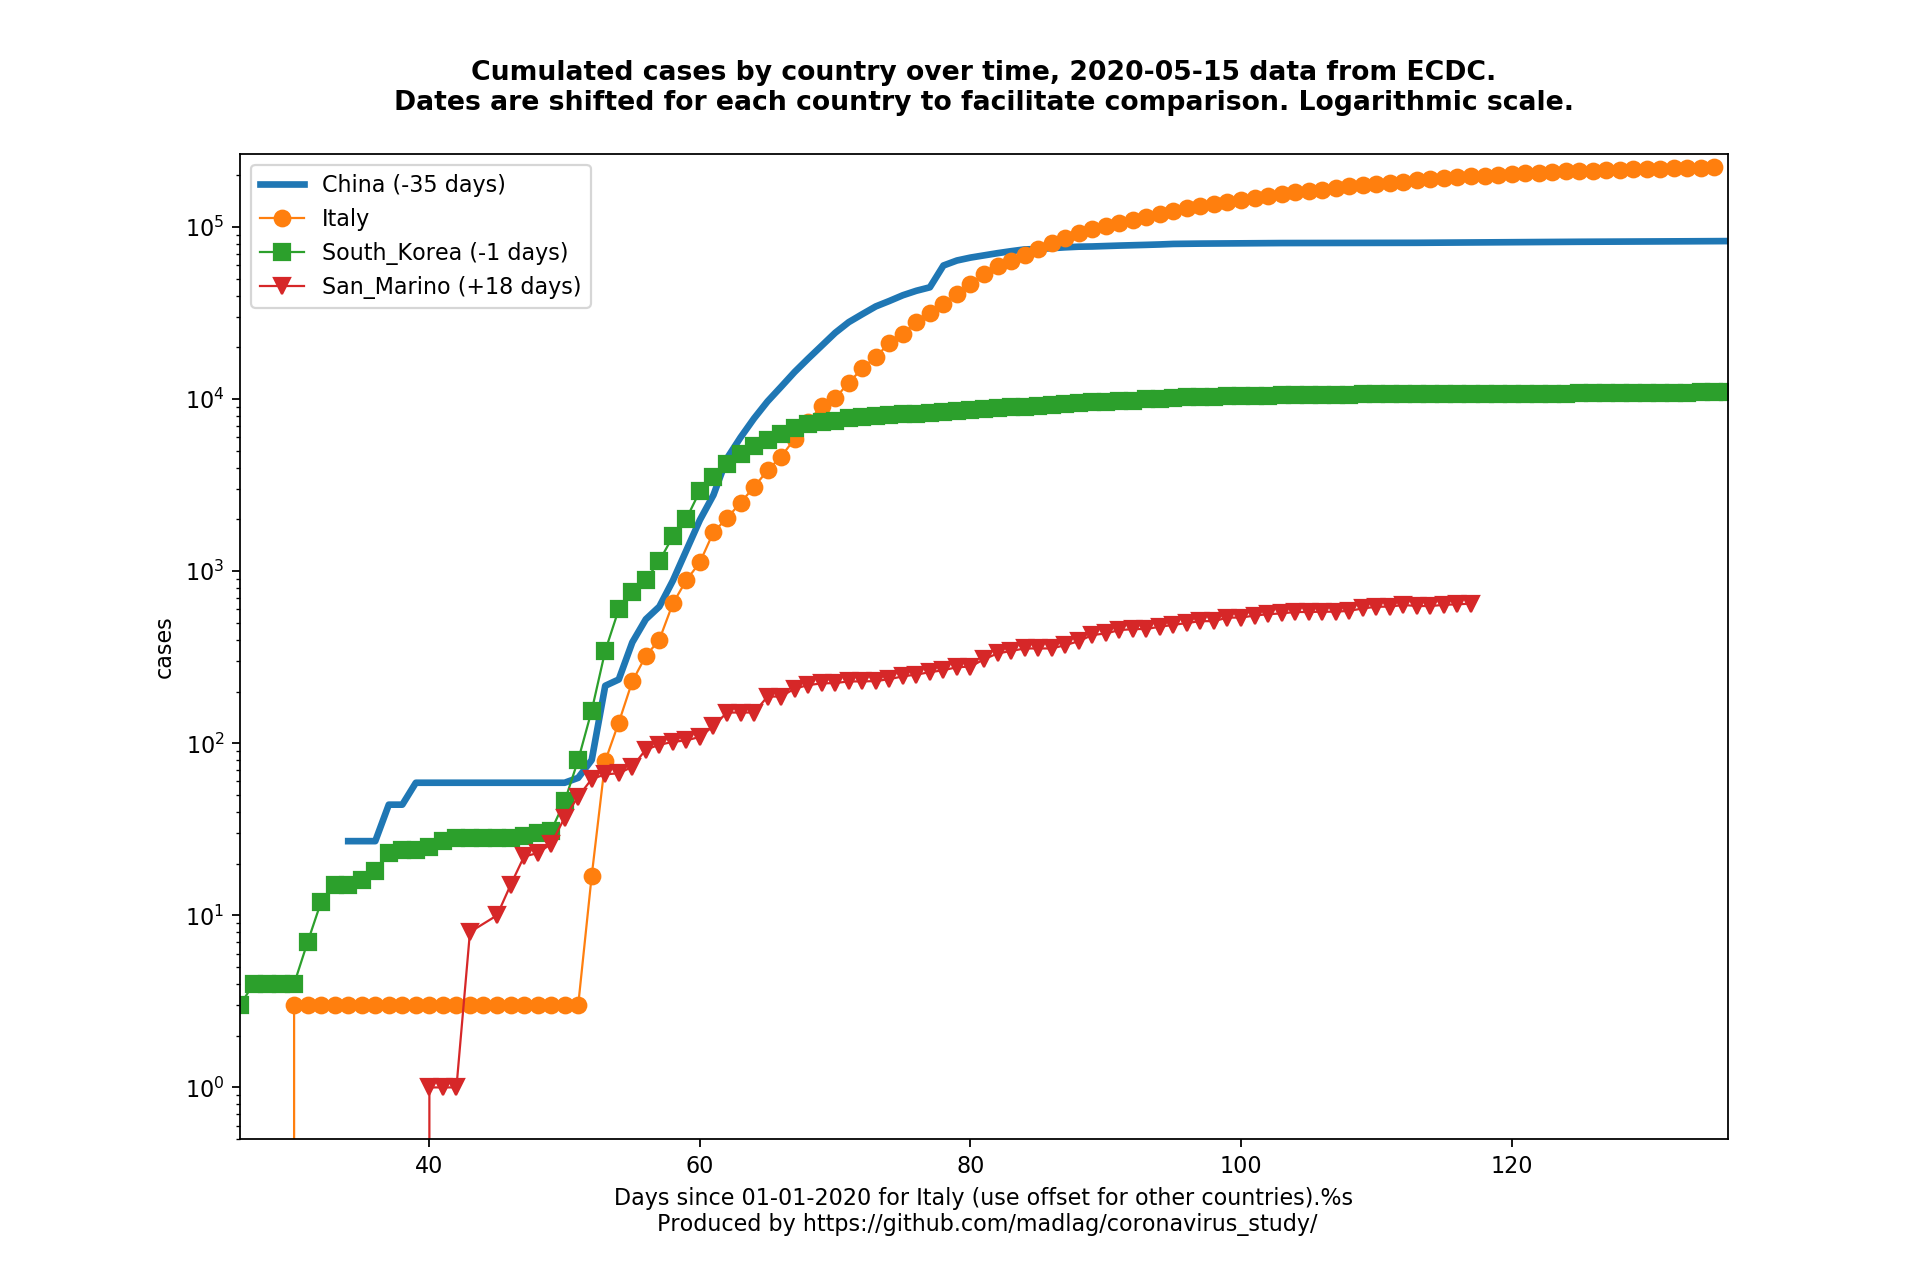 Cumulated cases by country over time, 2020-05-15 data from ECDC.
Dates are shifted for each country to facilitate comparison. Logarithmic scale.
China (-35 days)
Italy
South_Korea (-1 days)
San_Marino (+18 days)
10⁵
10⁴
10³
10²
10¹
10⁰
cases
40 60 80 100 120
Days since 01-01-2020 for Italy (use offset for other countries).%s
Produced by https://github.com/madlag/coronavirus_study/